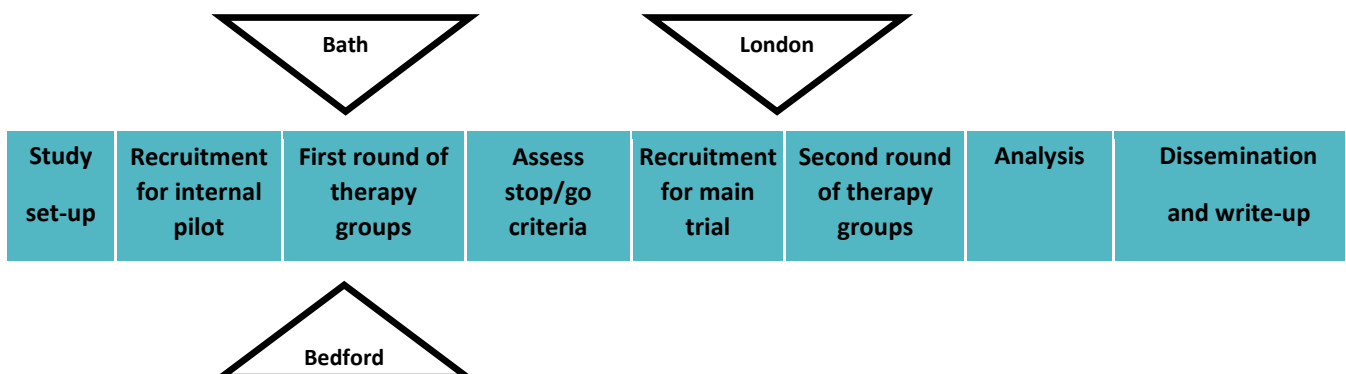 Bath
London
Study
set-up
Recruitment
for internal
pilot
First round of
therapy
groups
Assess
stop/go
criteria
Recruitment
for main
trial
Second round
of therapy
groups
Analysis
Dissemination
and write-up
Bedford